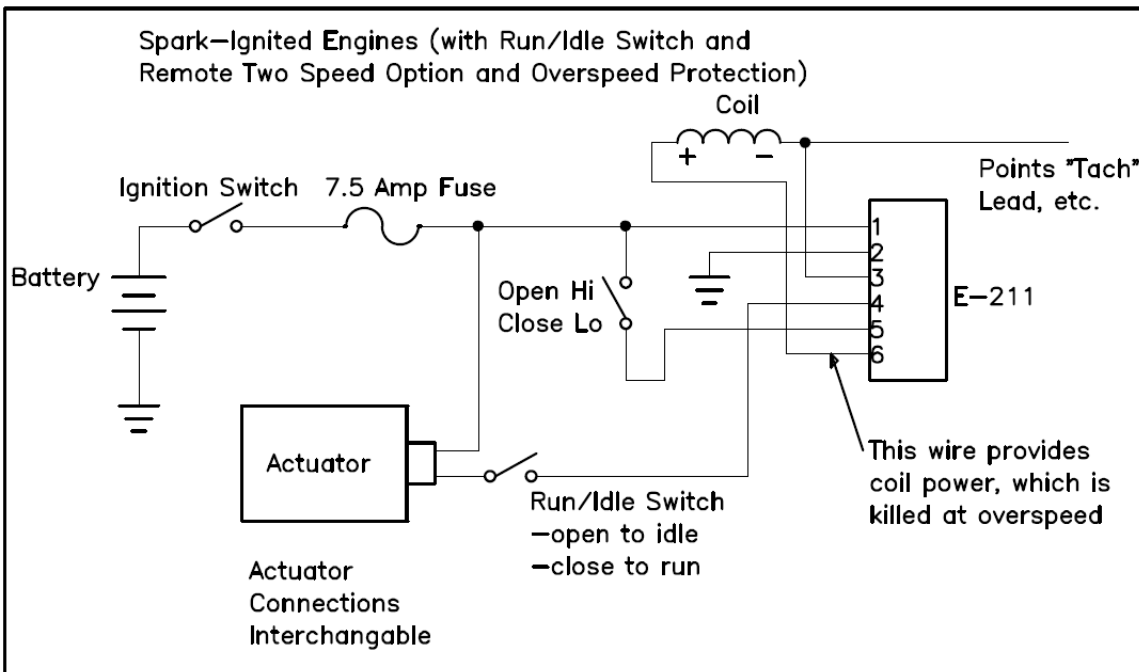 Spark-Ignited Engines (with Run/Idle Switch and
Remote Two Speed Option and Overspeed Protection)
Coil
+ -
Points "Tach"
Lead, etc.
Ignition Switch 7.5 Amp Fuse
Battery
Open Hi
Close Lo
1
2
3
4
5
6
E-211
Actuator
Run/Idle Switch
-open to idle
-close to run
This wire provides
coil power, which is
killed at overspeed
Actuator
Connections
Interchangable